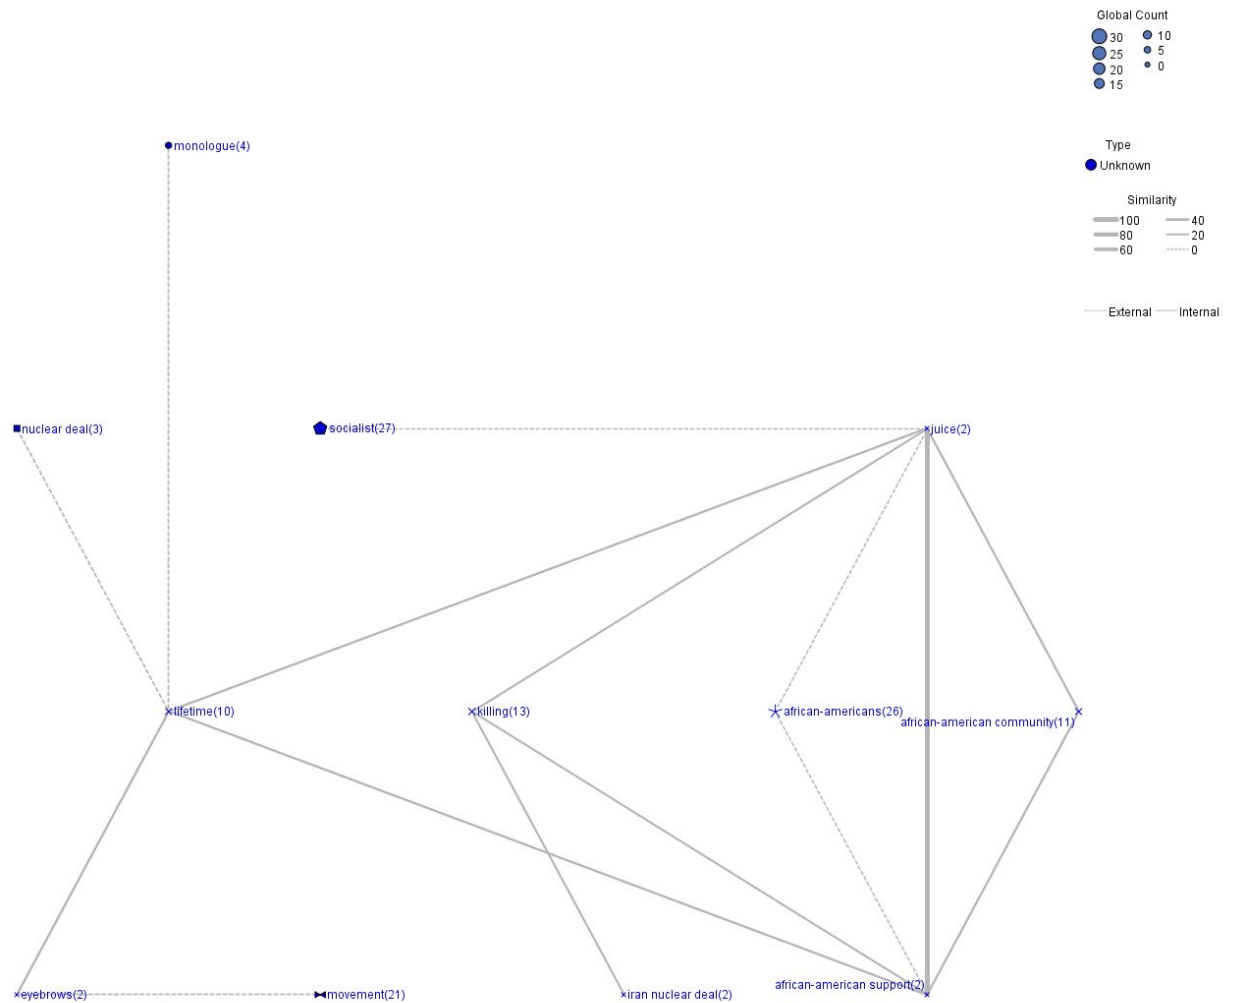 Global Count
30 10
25 5
20 0
15
Type
Unknown
Similarity
100 40
80 20
60 0
External Internal
monologue(4)
nuclear deal(3)
socialist(27)
juice(2)
lifetime(10)
killing(13)
african-americans(26)
african-american community(11)
african-american support(2)
eyebrows(2)
movement(21)
iran nuclear deal(2)